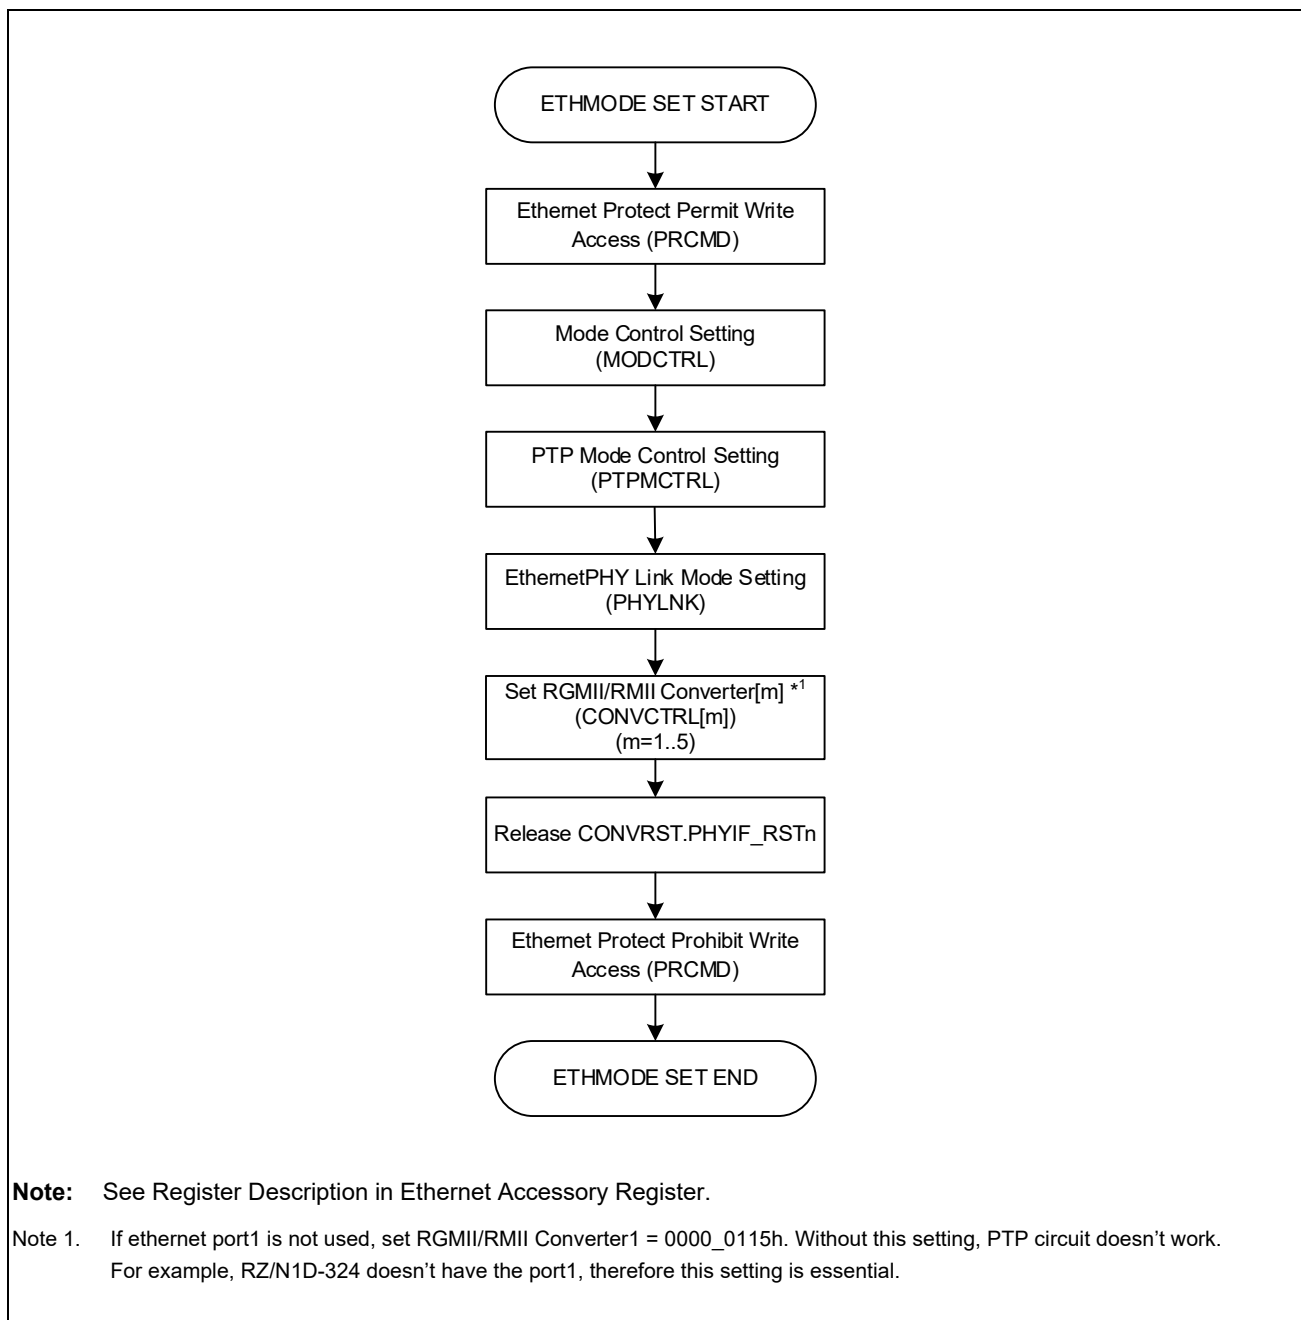 ETHMODE SET START
Ethernet Protect Permit Write
Access (PRCMD)
Mode Control Setting
(MODCTRL)
PTP Mode Control Setting
(PTPMCTRL)
EthernetPHY Link Mode Setting
(PHYLNK)
Set RGMII/RMII Converter[m] *1
(CONVCTRL[m])
(m=1..5)
Release CONVRST.PHYIF_RSTn
Ethernet Protect Prohibit Write
Access (PRCMD)
ETHMODE SET END
Note: See Register Description in Ethernet Accessory Register.
Note 1. If ethernet port1 is not used, set RGMII/RMII Converter1 = 0000_0115h. Without this setting, PTP circuit doesn’t work.
For example, RZ/N1D-324 doesn’t have the port1, therefore this setting is essential.